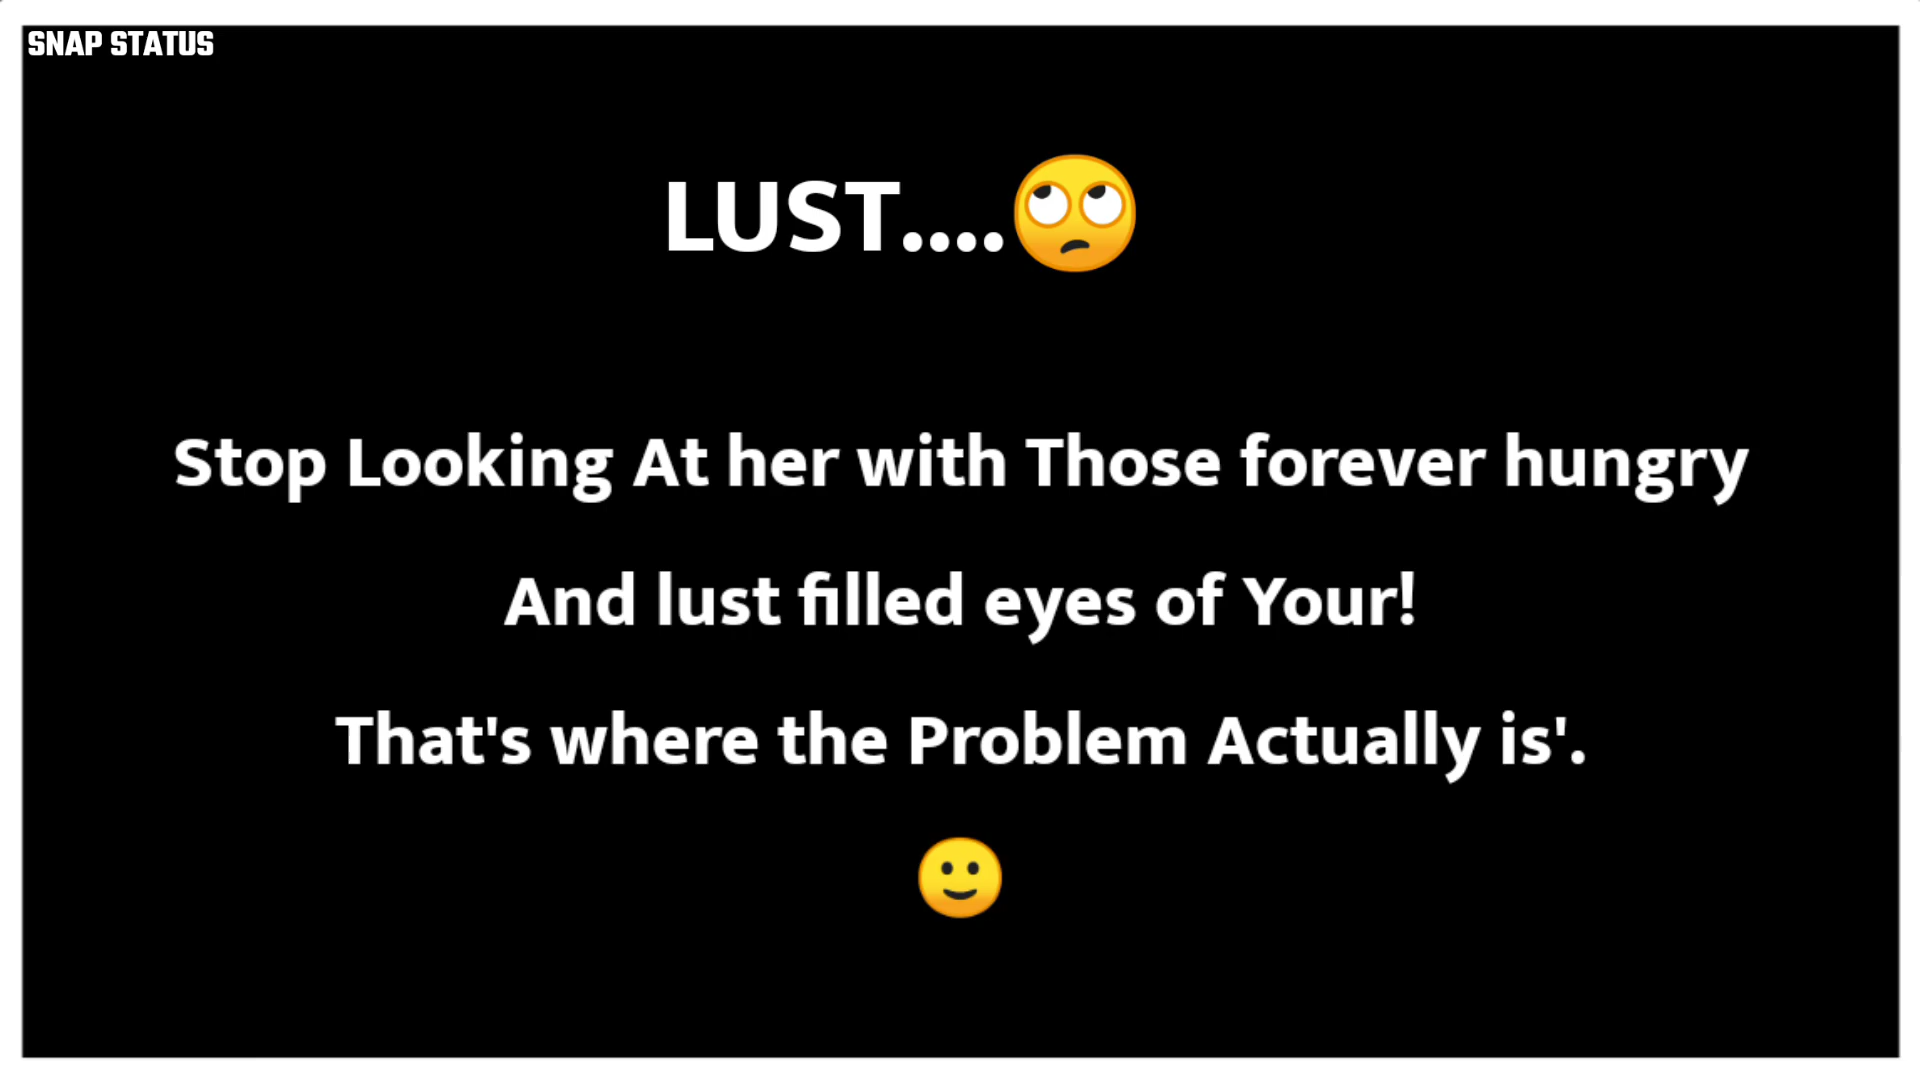 SNAP STATUS
LUST....🙄
Stop Looking At her with Those forever hungry
And lust filled eyes of Your!
That's where the Problem Actually is'.
🙂